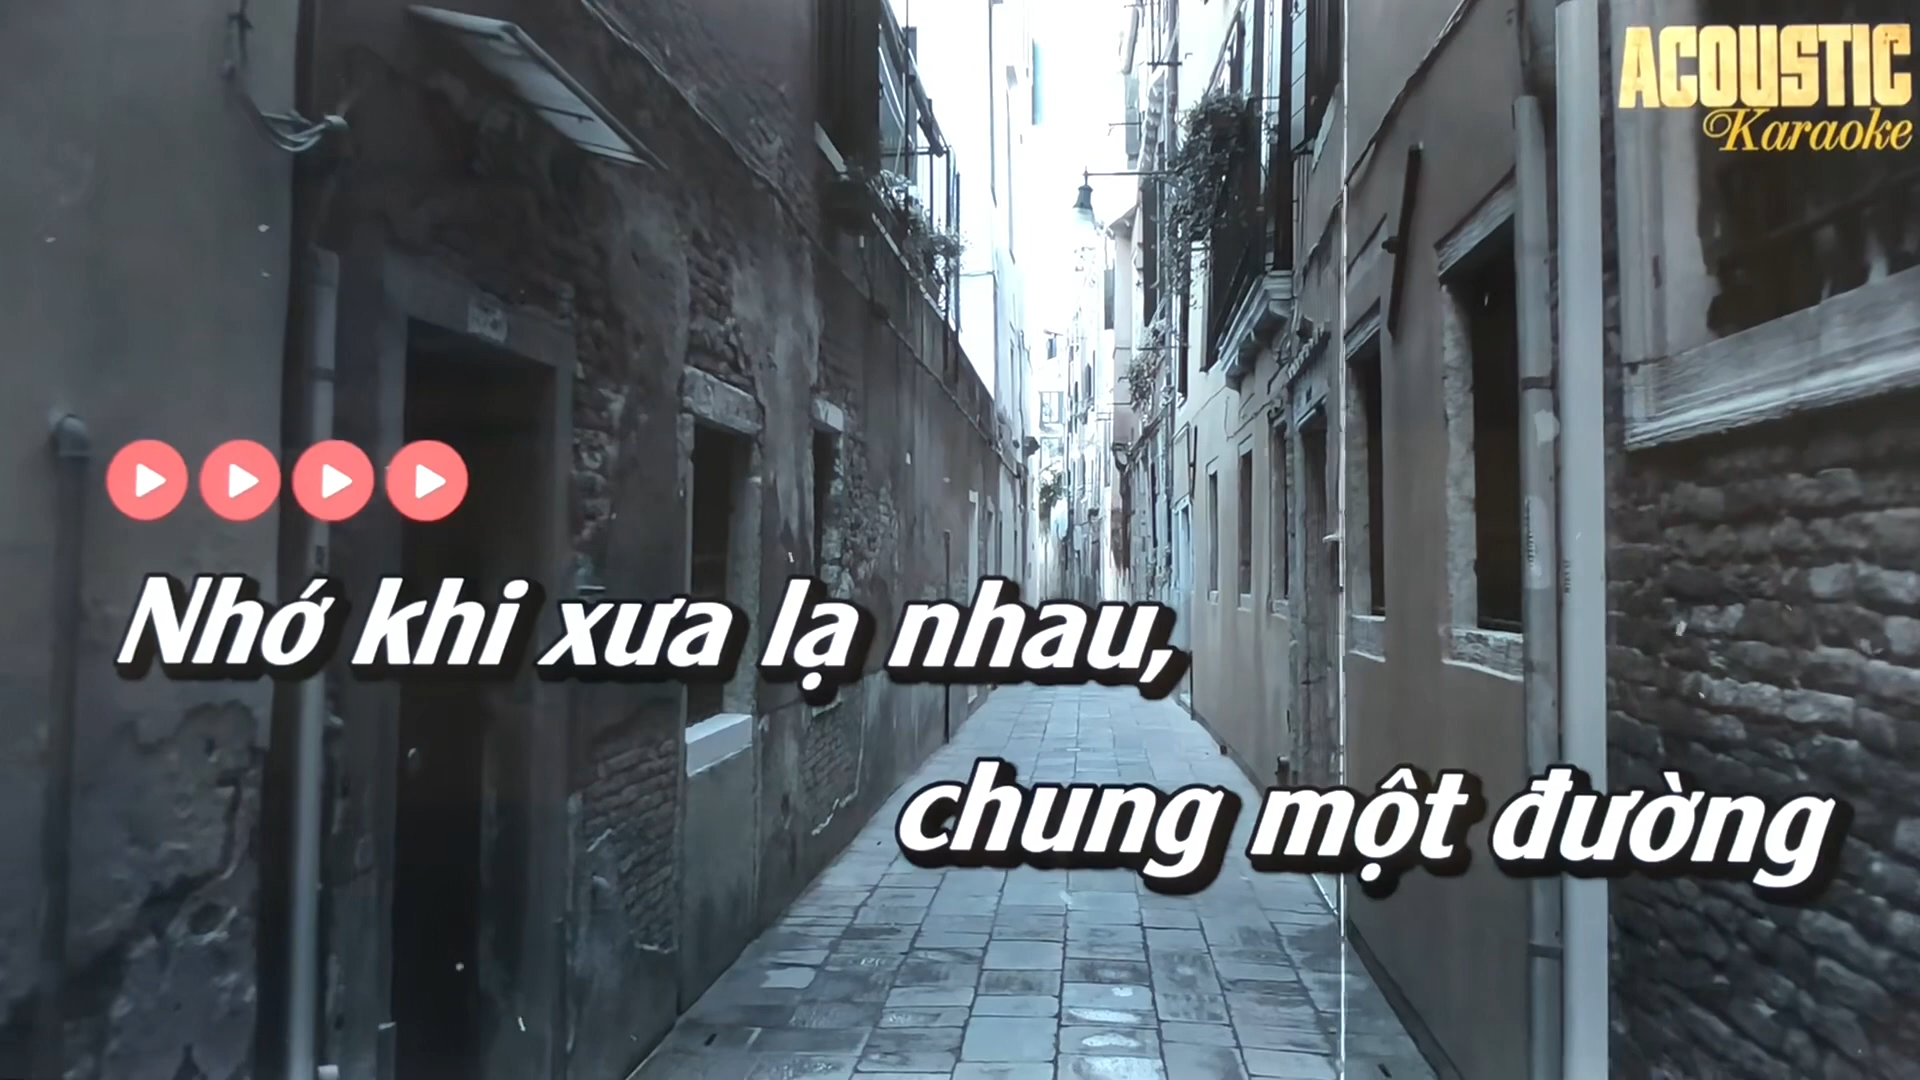 ACOUSTIC
Karaoke
Nhớ khi xưa lạ nhau,
chung một đường